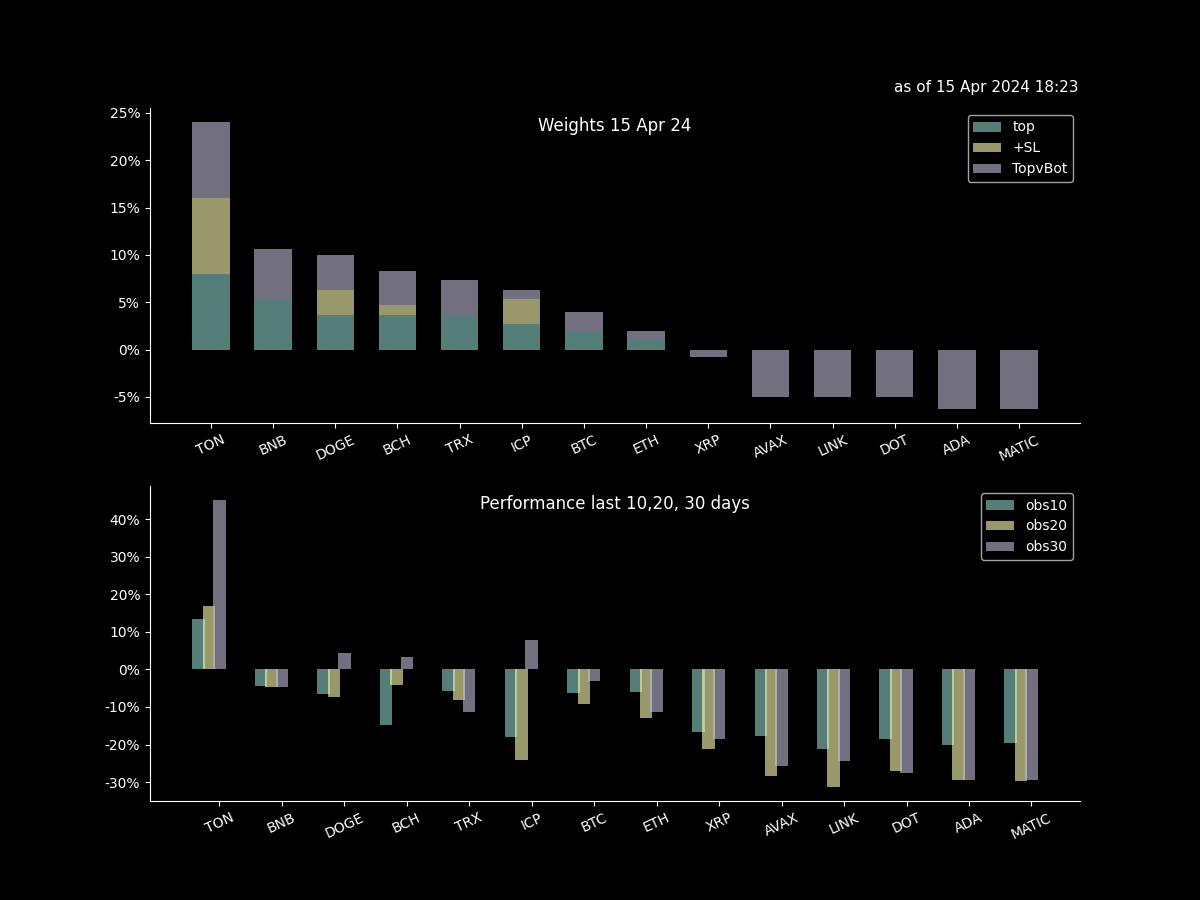 as of 15 Apr 2024 18:23
Weights 15 Apr 24
25%
20%
15%
10%
5%
0%
-5%
top
+SL
TopvBot
TON BNB DOGE BCH TRX ICP BTC ETH XRP AVAX LINK DOT ADA MATIC
Performance last 10,20, 30 days
40%
30%
20%
10%
0%
-10%
-20%
-30%
obs10
obs20
obs30
TON BNB DOGE BCH TRX ICP BTC ETH XRP AVAX LINK DOT ADA MATIC